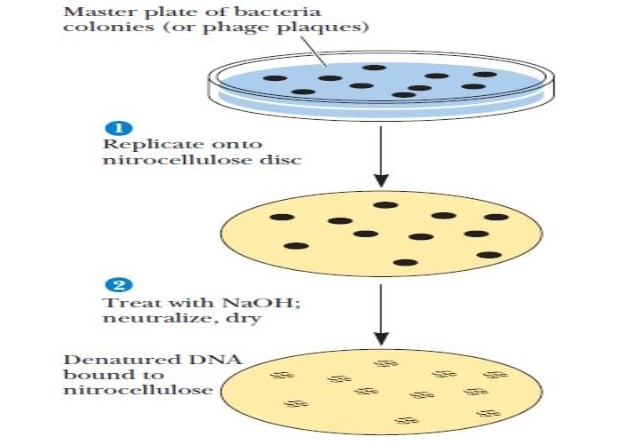 Master plate of bacteria
colonies (or phage plaques)
1
Replicate onto
nitrocellulose disc
2
Treat with NaOH;
neutralize, dry
Denatured DNA
bound to
nitrocellulose